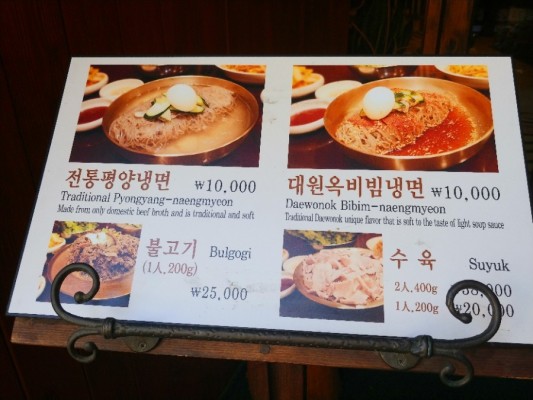 전통평양냉면 ₩10,000
Traditional Pyongyang-naengmyeon
Made from only domestic beef broth and is traditional and soft
대원옥비빔냉면 ₩10,000
Daewonok Bibim-naengmyeon
Traditional Daewonok unique flavor that is soft to the taste of light soup sauce
불고기 Bulgogi
(1人, 200g)
₩25,000
수육 Suyuk
2人, 400g
1人, 200g ₩20,000